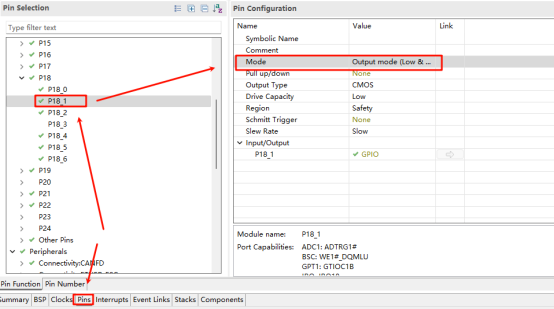 Pin Selection
Type filter text
P15
P16
P17
P18
P18_0
P18_1
P18_2
P18_3
P18_4
P18_5
P18_6
P19
P20
P21
P22
P23
P24
Other Pins
Peripherals
Connectivity:CANFD
Pin Function Pin Number
Summary BSP Clocks Pins Interrupts Event Links Stacks Components
Pin Configuration
Name Value Link
Symbolic Name
Comment
Mode Output mode (Low & ...
Pull up/down None
Output Type CMOS
Drive Capacity Low
Region Safety
Schmitt Trigger None
Slew Rate Slow
Input/Output
P18_1 GPIO
Module name: P18_1
Port Capabilities: ADC1: ADTRG1#
BSC: WE1#_DQMLU
GPT1: GTIOC1B